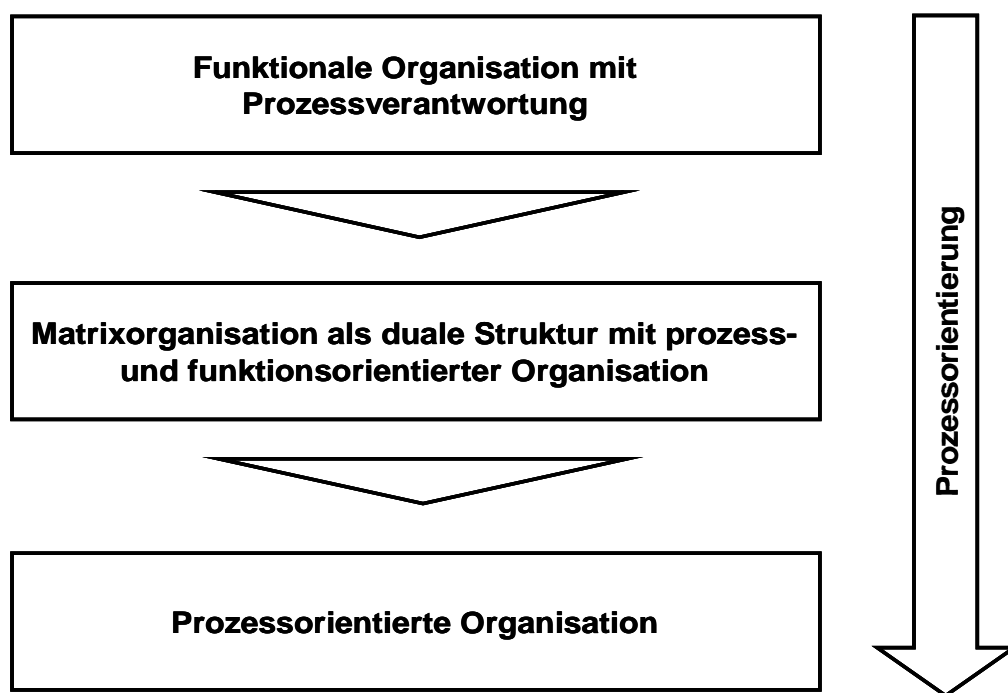 Funktionale Organisation mit
Prozessverantwortung
Matrixorganisation als duale Struktur mit prozess-
und funktionsorientierter Organisation
Prozessorientierte Organisation
Prozessorientierung